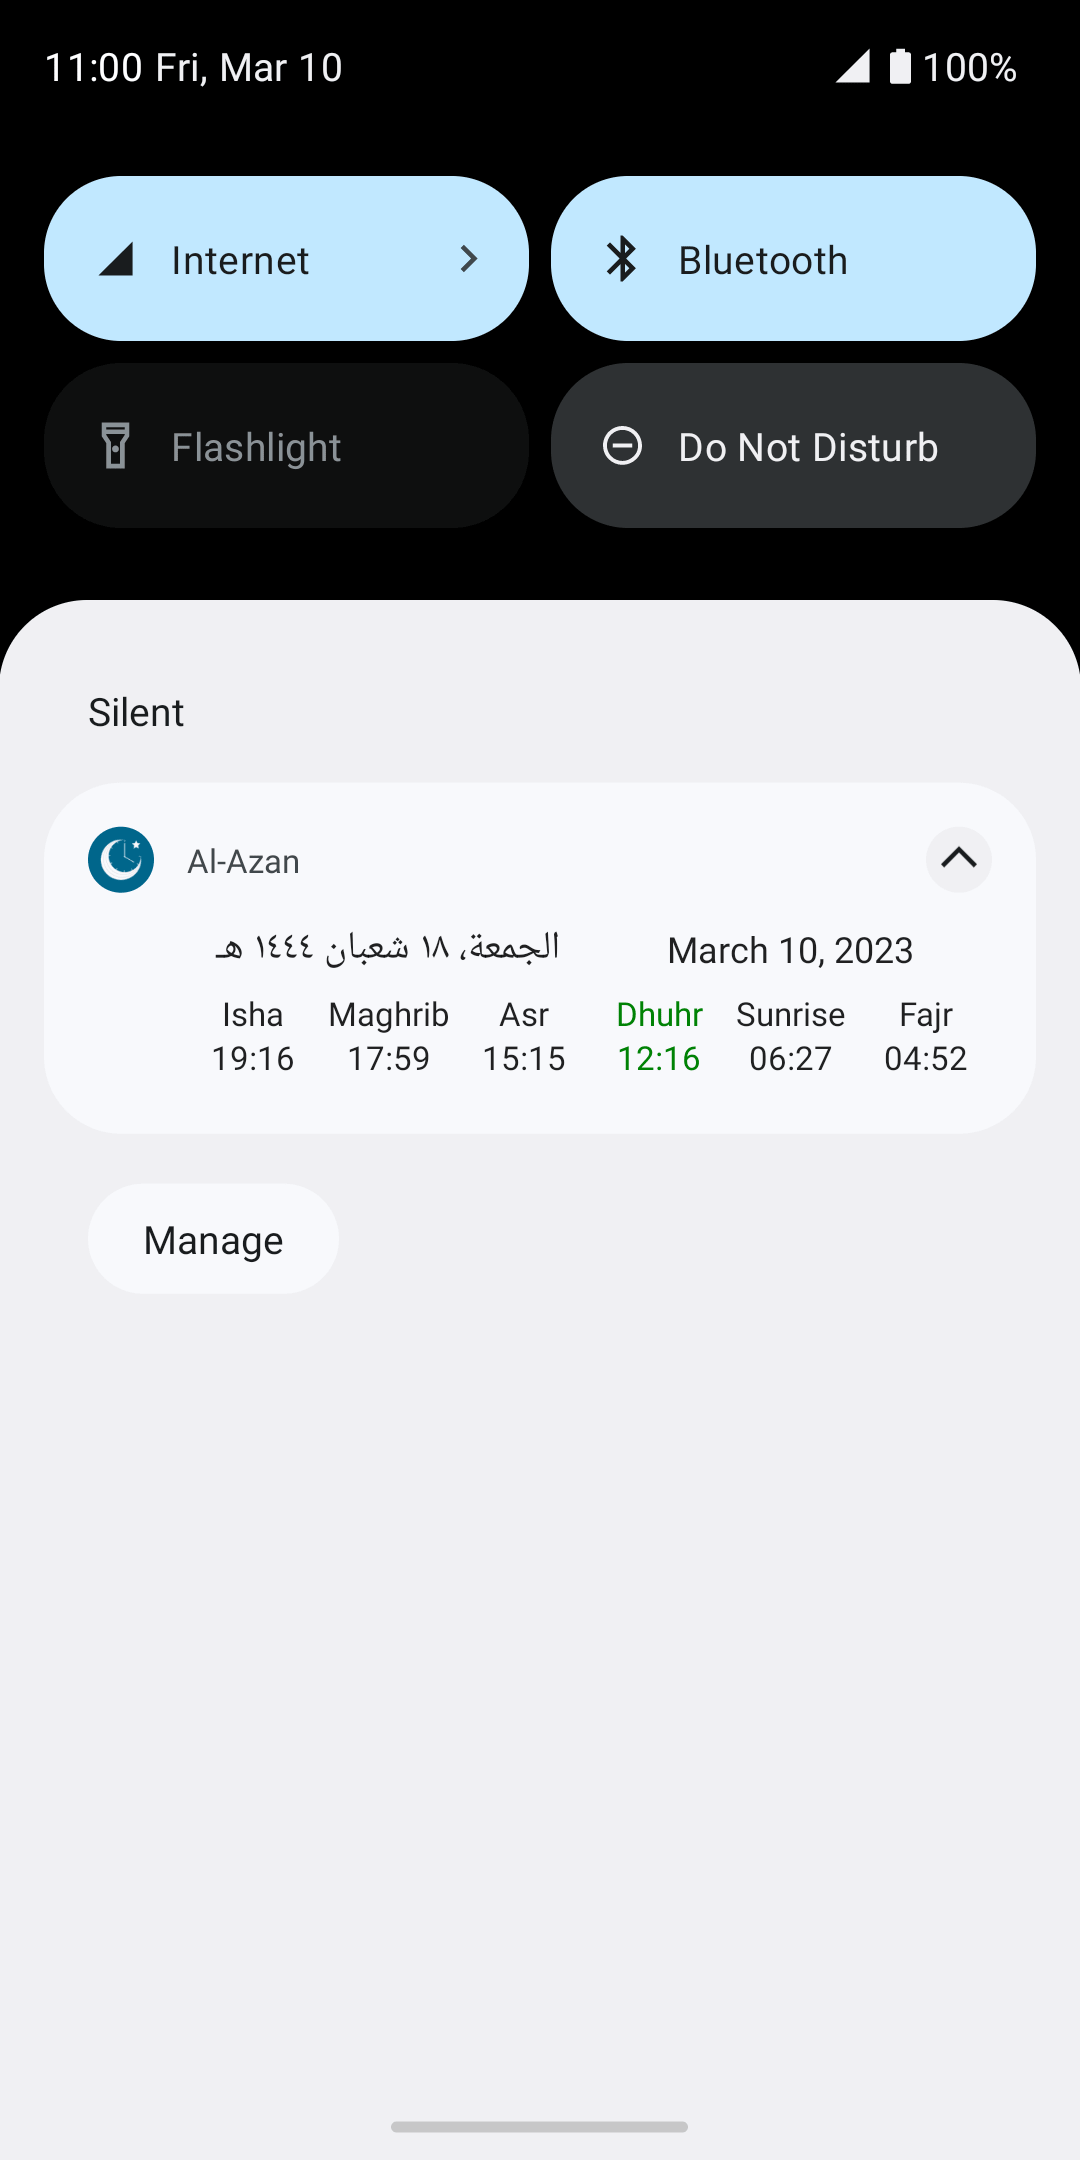 11:00 Fri, Mar 10 100%
Internet Bluetooth
Flashlight Do Not Disturb
Silent
Al-Azan
الجمعة، ١٨ شعبان ١٤٤٤ هـ March 10, 2023
Isha Maghrib Asr Dhuhr Sunrise Fajr
19:16 17:59 15:15 12:16 06:27 04:52
Manage